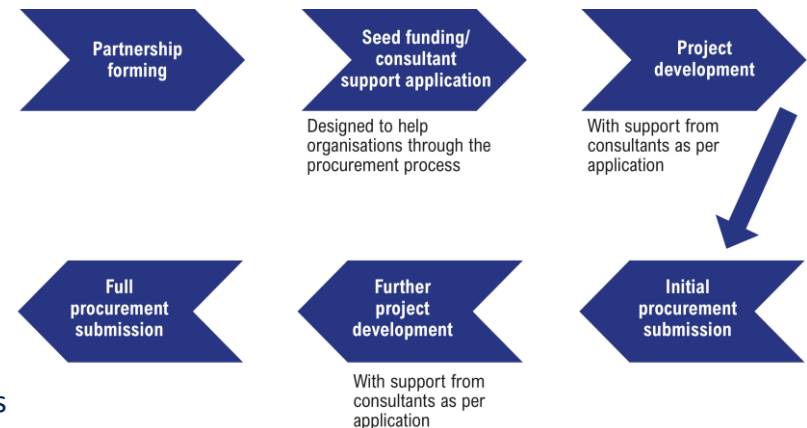 Partnership
forming
Seed funding/
consultant
support application
Designed to help
organisations through the
procurement process
Project
development
With support from
consultants as per
application
Initial
procurement
submission
Further
project
development
With support from
consultants as per
application
Full
procurement
submission
s